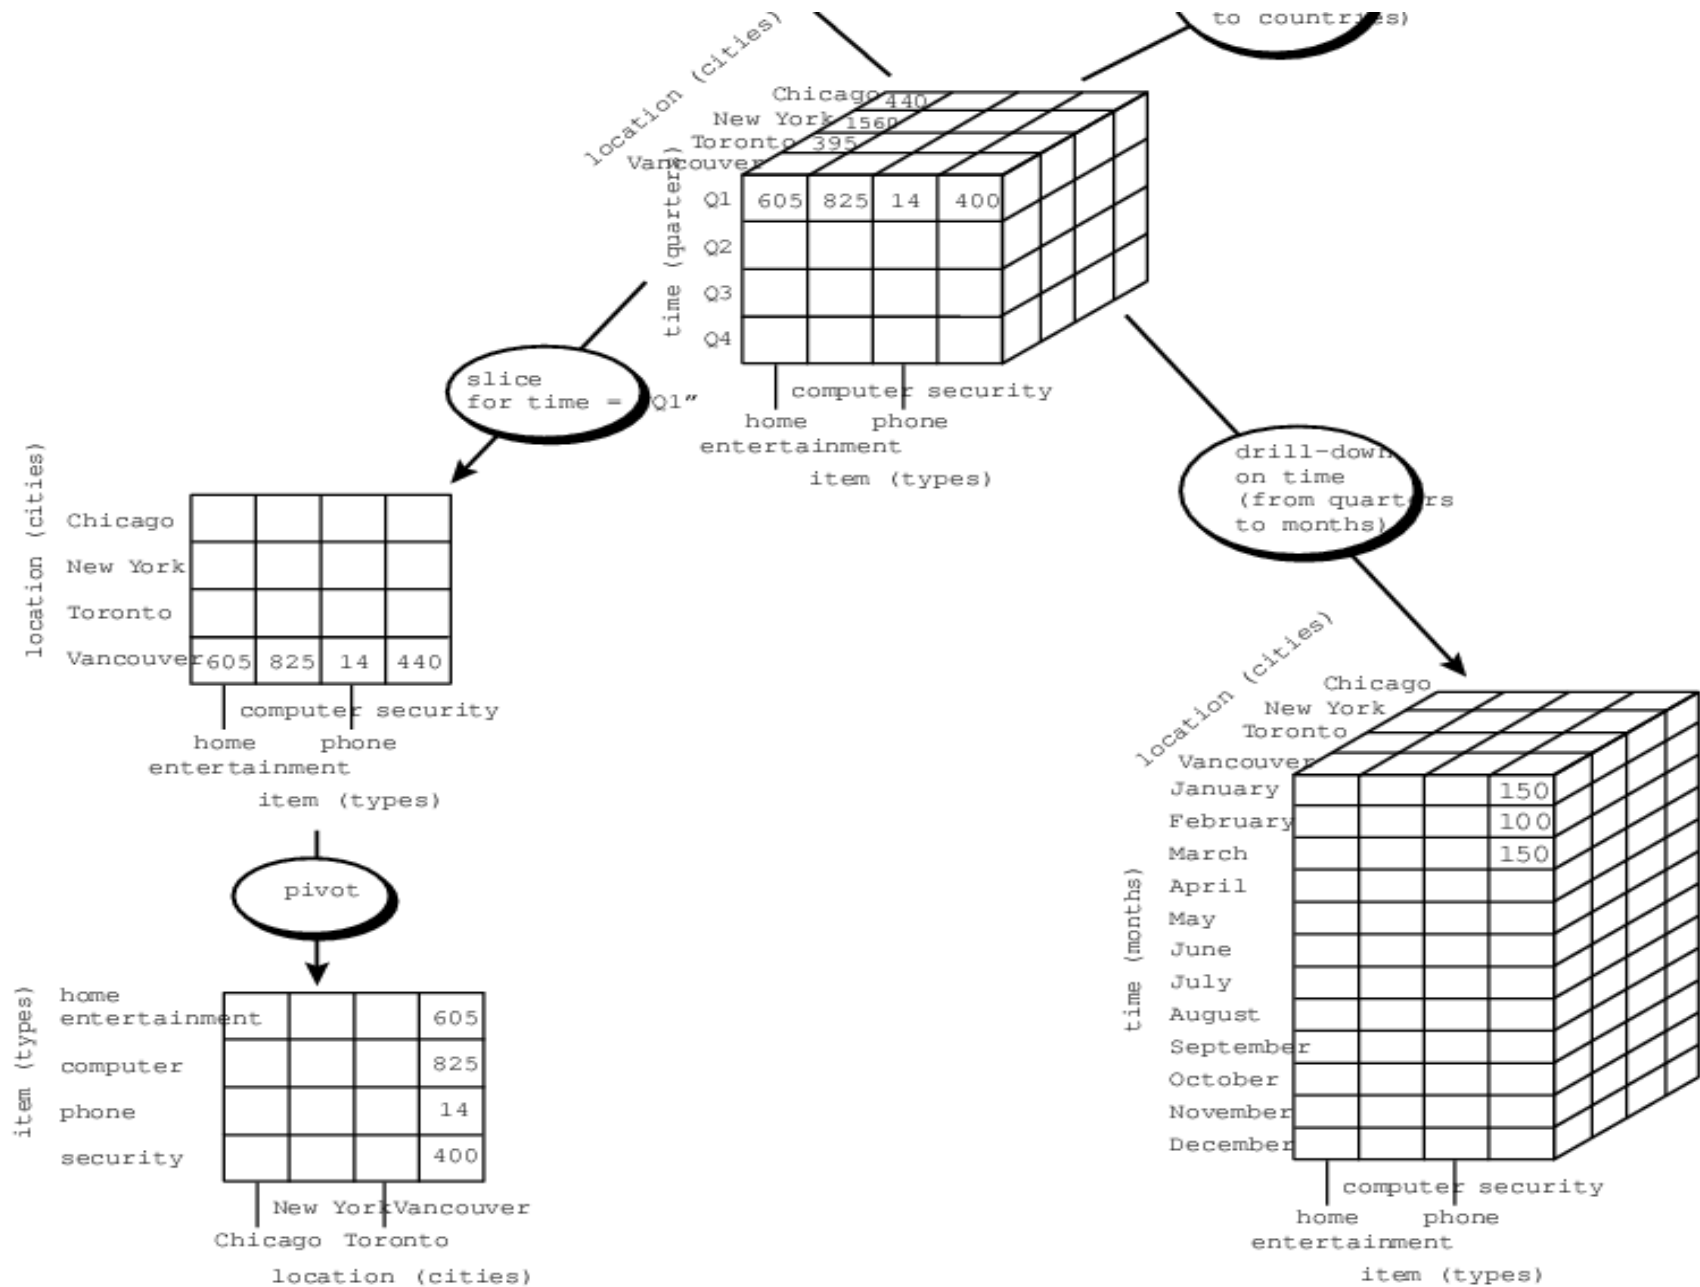 to countries)
location (cities)
Chicago 440
New York 1560
Toronto 395
Vancouver
time (quarters)
Q1 605 825 14 400
Q2
Q3
Q4
computer security
home phone
entertainment
item (types)
slice
for time = Q1”
drill-down
on time
(from quarters
to months)
location (cities)
Chicago
New York
Toronto
Vancouver 605 825 14 440
computer security
home phone
entertainment
item (types)
pivot
item (types)
home
entertainment 605
computer 825
phone 14
security 400
New York Vancouver
Chicago Toronto
location (cities)
location (cities)
Chicago
New York
Toronto
Vancouver
time (months)
January 150
February 100
March 150
April
May
June
July
August
September
October
November
December
computer security
home phone
entertainment
item (types)